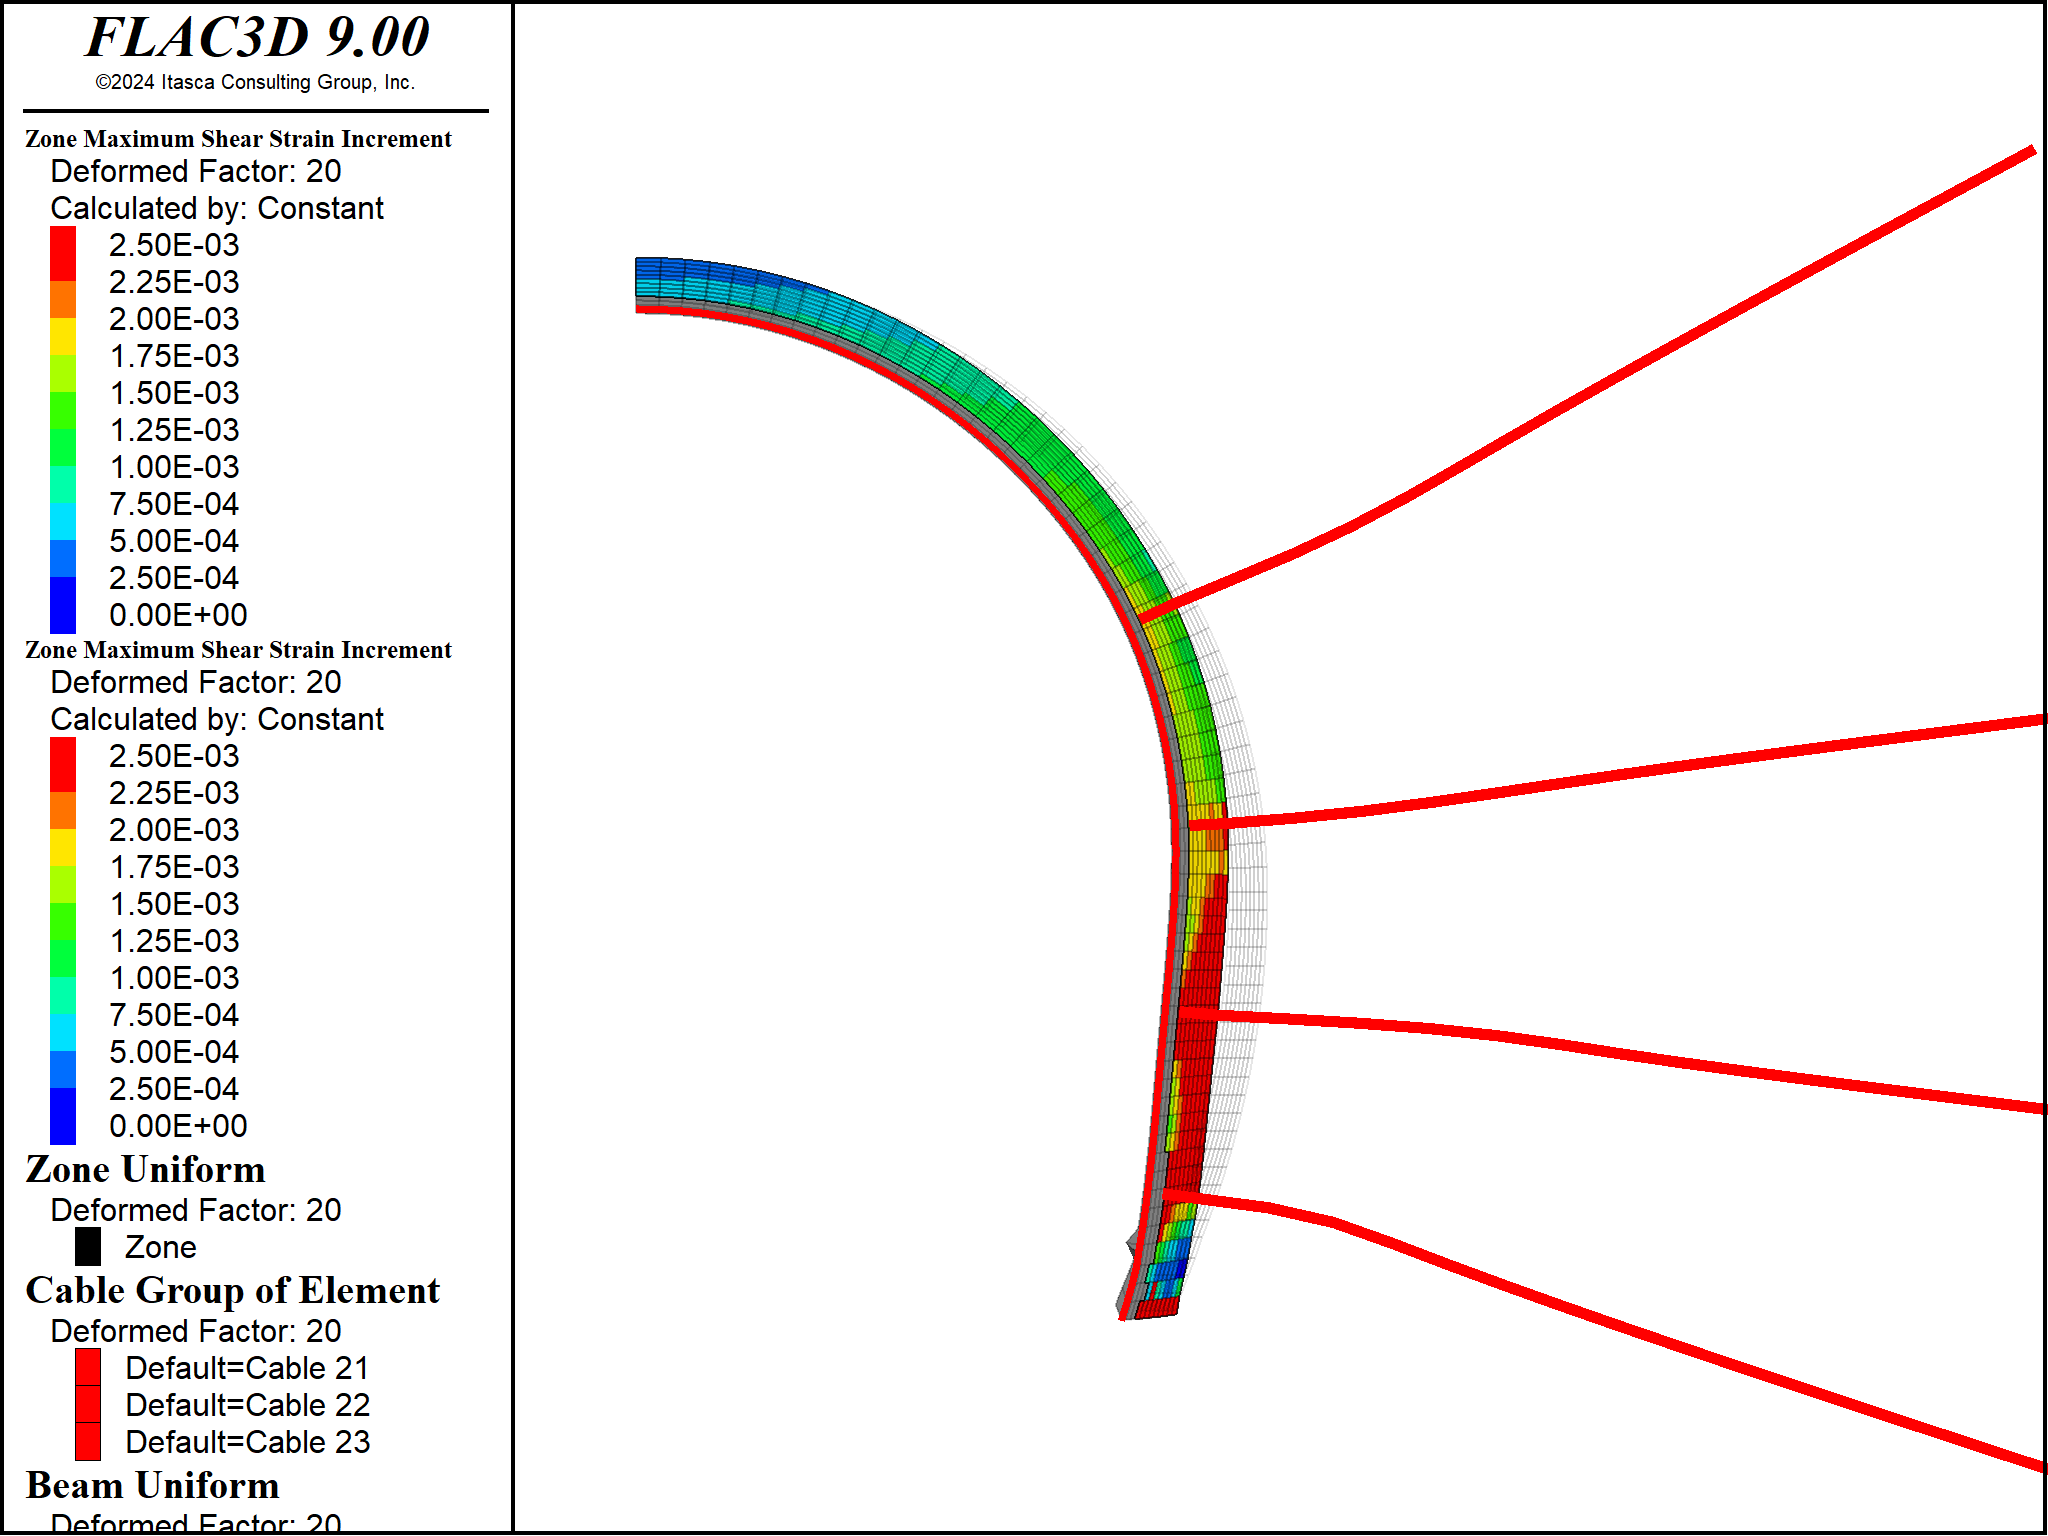 FLAC3D 9.00
©2024 Itasca Consulting Group, Inc.
Zone Maximum Shear Strain Increment
Deformed Factor: 20
Calculated by: Constant
2.50E-03
2.25E-03
2.00E-03
1.75E-03
1.50E-03
1.25E-03
1.00E-03
7.50E-04
5.00E-04
2.50E-04
0.00E+00
Zone Maximum Shear Strain Increment
Deformed Factor: 20
Calculated by: Constant
2.50E-03
2.25E-03
2.00E-03
1.75E-03
1.50E-03
1.25E-03
1.00E-03
7.50E-04
5.00E-04
2.50E-04
0.00E+00
Zone Uniform
Deformed Factor: 20
Zone
Cable Group of Element
Deformed Factor: 20
Default=Cable 21
Default=Cable 22
Default=Cable 23
Beam Uniform
Deformed Factor: 20